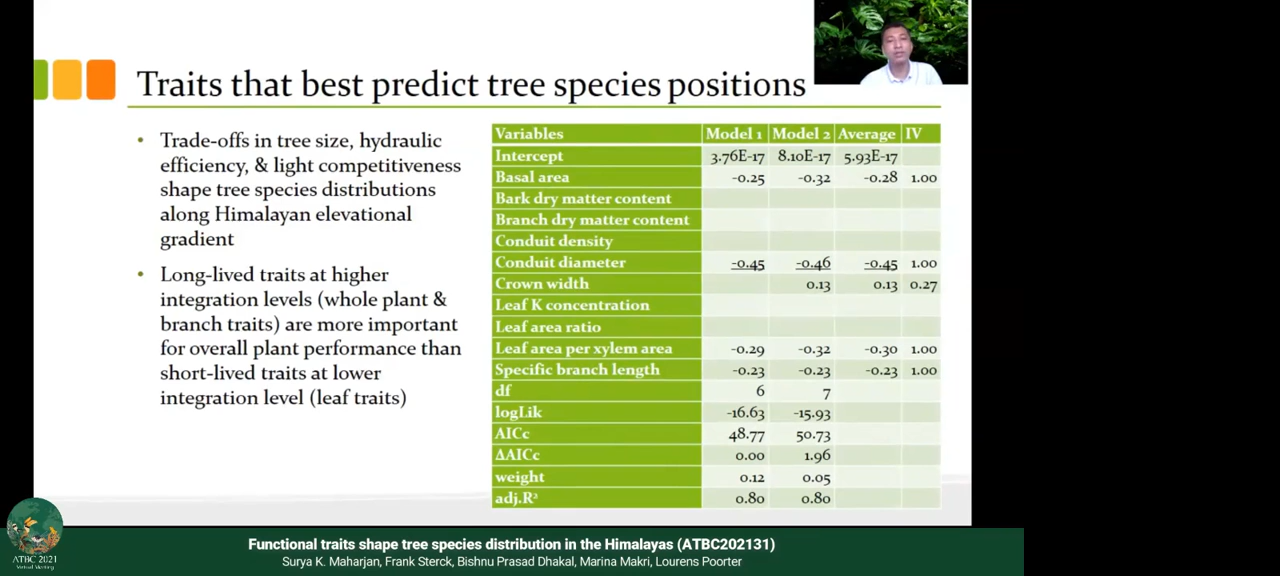 Traits that best predict tree species positions
• Trade-offs in tree size, hydraulic
efficiency, & light competitiveness
shape tree species distributions
along Himalayan elevational
gradient
• Long-lived traits at higher
integration levels (whole plant &
branch traits) are more important
for overall plant performance than
short-lived traits at lower
integration level (leaf traits)
Variables Model 1 Model 2 Average IV
Intercept 3.76E-17 8.10E-17 5.93E-17
Basal area -0.25 -0.32 -0.28 1.00
Bark dry matter content
Branch dry matter content
Conduit density
Conduit diameter -0.45 -0.46 -0.45 1.00
Crown width 0.13 0.13 0.27
Leaf K concentration
Leaf area ratio
Leaf area per xylem area -0.29 -0.32 -0.30 1.00
Specific branch length -0.23 -0.23 -0.23 1.00
df 6 7
logLik -16.63 -15.93
AICc 48.77 50.73
ΔAICc 0.00 1.96
weight 0.12 0.05
adj.R² 0.80 0.80
ATBC 2021
Virtual Meeting
Functional traits shape tree species distribution in the Himalayas (ATBC202131)
Surya K. Maharjan, Frank Sterck, Bishnu Prasad Dhakal, Marina Makri, Lourens Poorter